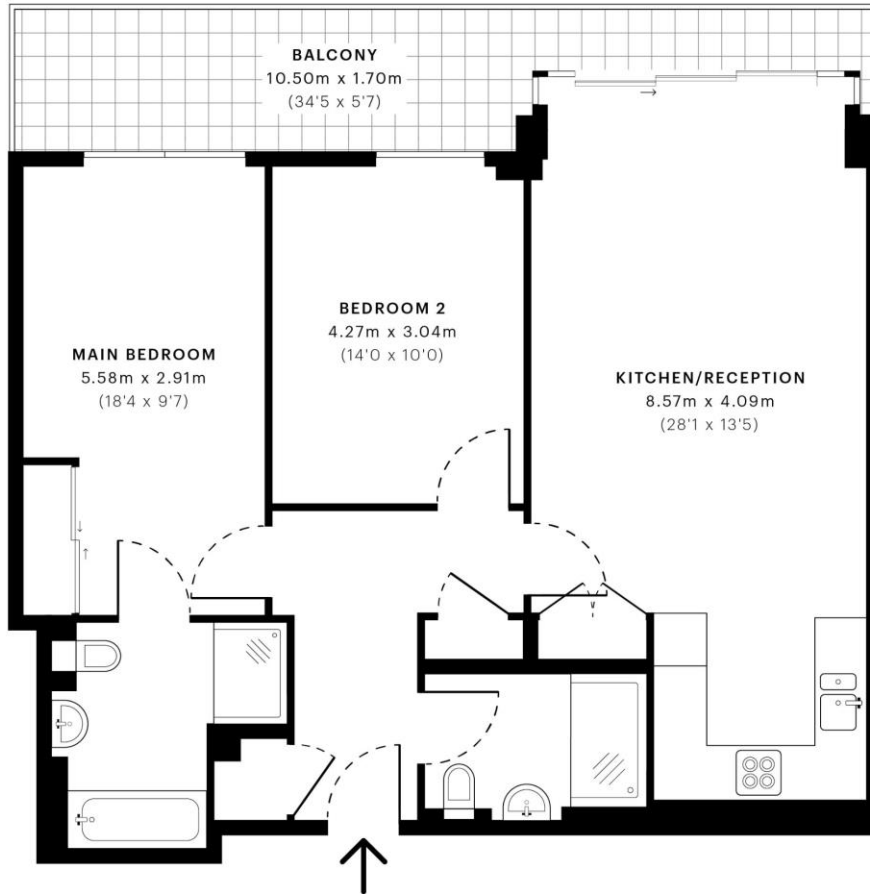 BALCONY
10.50m x 1.70m
(34'5 x 5'7)
BEDROOM 2
4.27m x 3.04m
(14'0 x 10'0)
MAIN BEDROOM
5.58m x 2.91m
(18'4 x 9'7)
KITCHEN/RECEPTION
8.57m x 4.09m
(28'1 x 13'5)